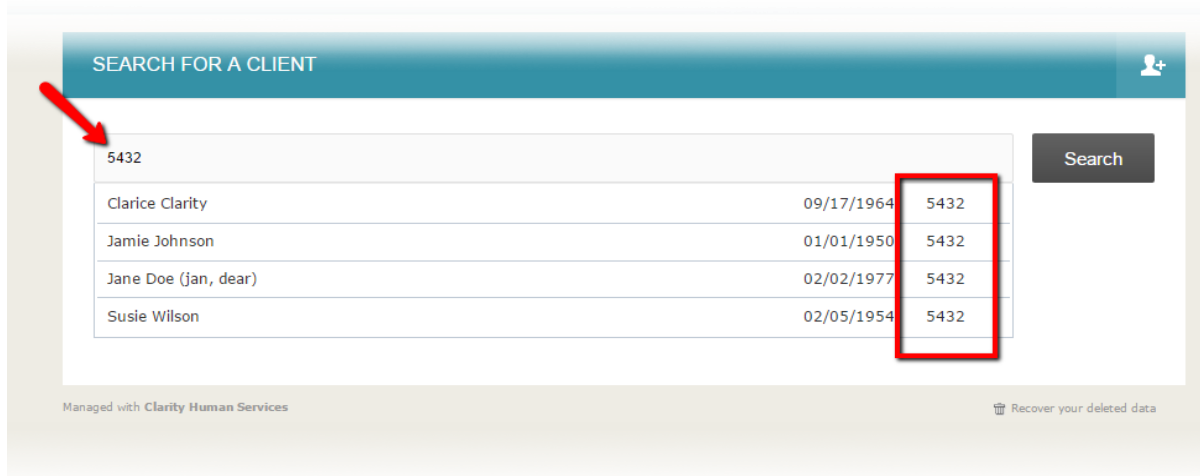 SEARCH FOR A CLIENT
5432
Search
Clarice Clarity 09/17/1964 5432
Jamie Johnson 01/01/1950 5432
Jane Doe (jan, dear) 02/02/1977 5432
Susie Wilson 02/05/1954 5432
Managed with Clarity Human Services
Recover your deleted data